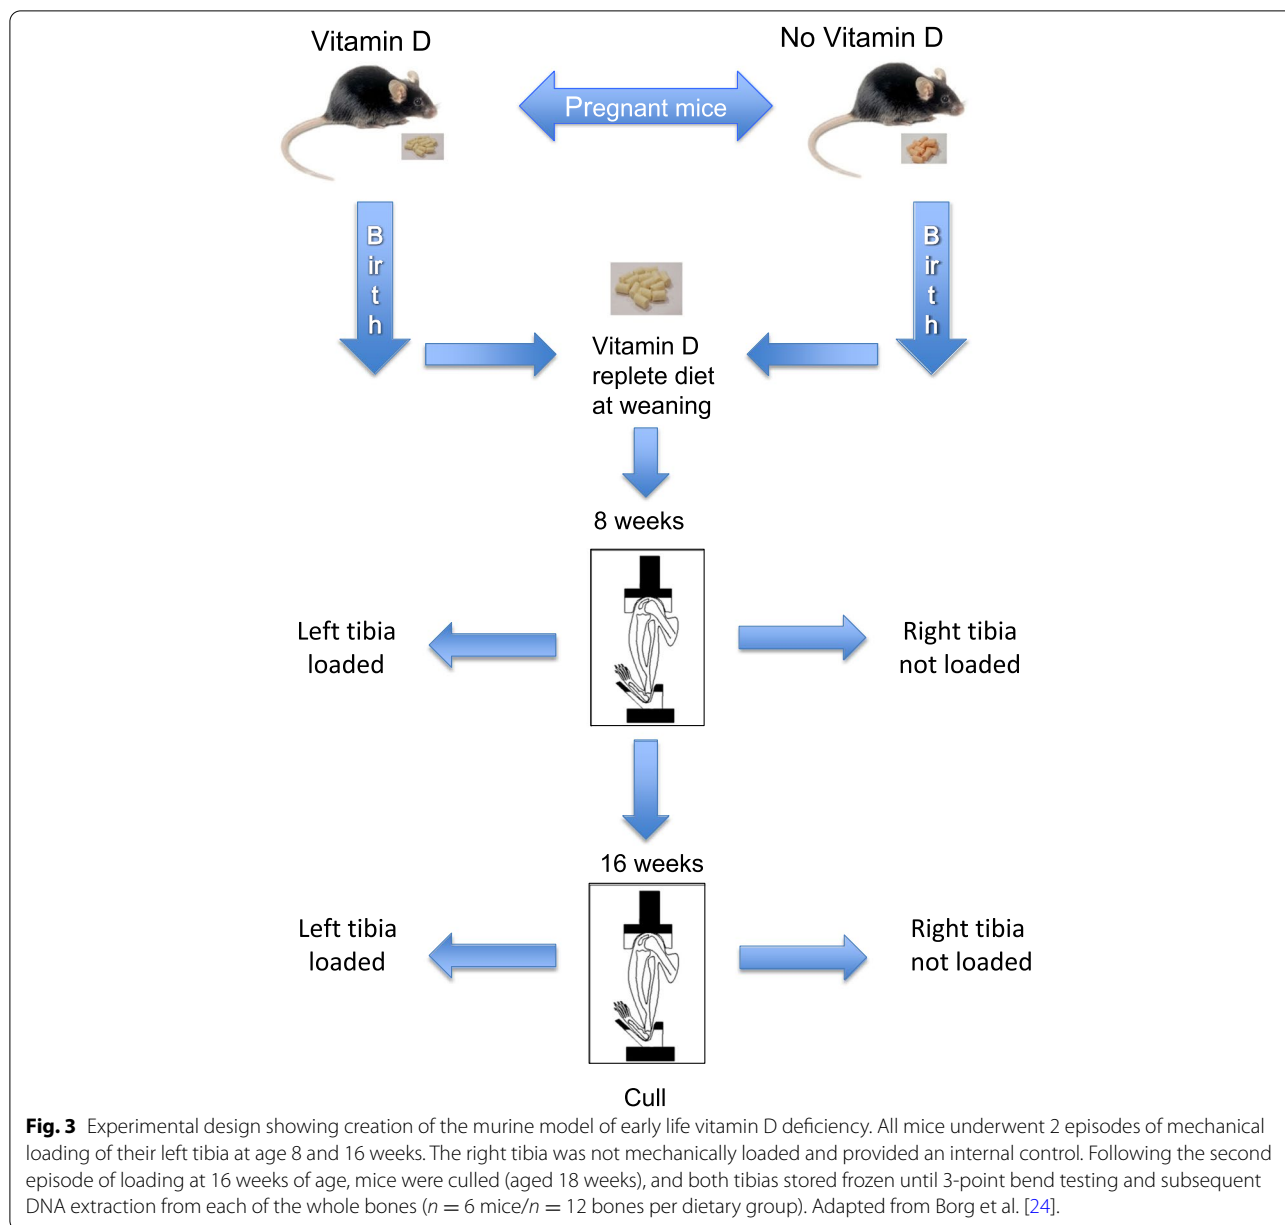 Vitamin D
No Vitamin D
Pregnant mice
B
ir
t
h
B
ir
t
h
Vitamin D
replete diet
at weaning
8 weeks
Left tibia
loaded
Right tibia
not loaded
16 weeks
Left tibia
loaded
Right tibia
not loaded
Cull
Fig. 3 Experimental design showing creation of the murine model of early life vitamin D deficiency. All mice underwent 2 episodes of mechanical
loading of their left tibia at age 8 and 16 weeks. The right tibia was not mechanically loaded and provided an internal control. Following the second
episode of loading at 16 weeks of age, mice were culled (aged 18 weeks), and both tibias stored frozen until 3-point bend testing and subsequent
DNA extraction from each of the whole bones (n = 6 mice/n = 12 bones per dietary group). Adapted from Borg et al. [24].